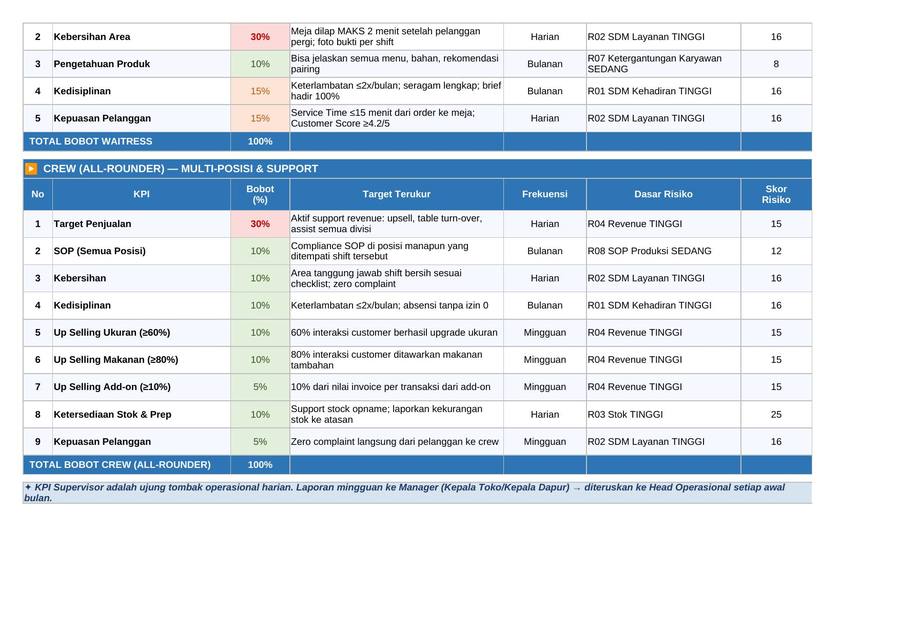 2 Kebersihan Area 30% Meja dilap MAKS 2 menit setelah pelanggan pergi; foto bukti per shift Harian R02 SDM Layanan TINGGI 16
3 Pengetahuan Produk 10% Bisa jelaskan semua menu, bahan, rekomendasi pairing Bulanan R07 Ketergantungan Karyawan SEDANG 8
4 Kedisiplinan 15% Keterlambatan ≤2x/bulan; seragam lengkap; brief hadir 100% Bulanan R01 SDM Kehadiran TINGGI 16
5 Kepuasan Pelanggan 15% Service Time ≤15 menit dari order ke meja; Customer Score ≥4.2/5 Harian R02 SDM Layanan TINGGI 16
TOTAL BOBOT WAITRESS 100%
▶ CREW (ALL-ROUNDER) — MULTI-POSISI & SUPPORT
No KPI Bobot (%) Target Terukur Frekuensi Dasar Risiko Skor Risiko
1 Target Penjualan 30% Aktif support revenue: upsell, table turn-over, assist semua divisi Harian R04 Revenue TINGGI 15
2 SOP (Semua Posisi) 10% Compliance SOP di posisi manapun yang ditempati shift tersebut Bulanan R08 SOP Produksi SEDANG 12
3 Kebersihan 10% Area tanggung jawab shift bersih sesuai checklist; zero complaint Harian R02 SDM Layanan TINGGI 16
4 Kedisiplinan 10% Keterlambatan ≤2x/bulan; absensi tanpa izin 0 Bulanan R01 SDM Kehadiran TINGGI 16
5 Up Selling Ukuran (≥60%) 10% 60% interaksi customer berhasil upgrade ukuran Mingguan R04 Revenue TINGGI 15
6 Up Selling Makanan (≥80%) 10% 80% interaksi customer ditawarkan makanan tambahan Mingguan R04 Revenue TINGGI 15
7 Up Selling Add-on (≥10%) 5% 10% dari nilai invoice per transaksi dari add-on Mingguan R04 Revenue TINGGI 15
8 Ketersediaan Stok & Prep 10% Support stock opname; laporkan kekurangan stok ke atasan Harian R03 Stok TINGGI 25
9 Kepuasan Pelanggan 5% Zero complaint langsung dari pelanggan ke crew Mingguan R02 SDM Layanan TINGGI 16
TOTAL BOBOT CREW (ALL-ROUNDER) 100%
✦ KPI Supervisor adalah ujung tombak operasional harian. Laporan mingguan ke Manager (Kepala Toko/Kepala Dapur) → diteruskan ke Head Operasional setiap awal
bulan.